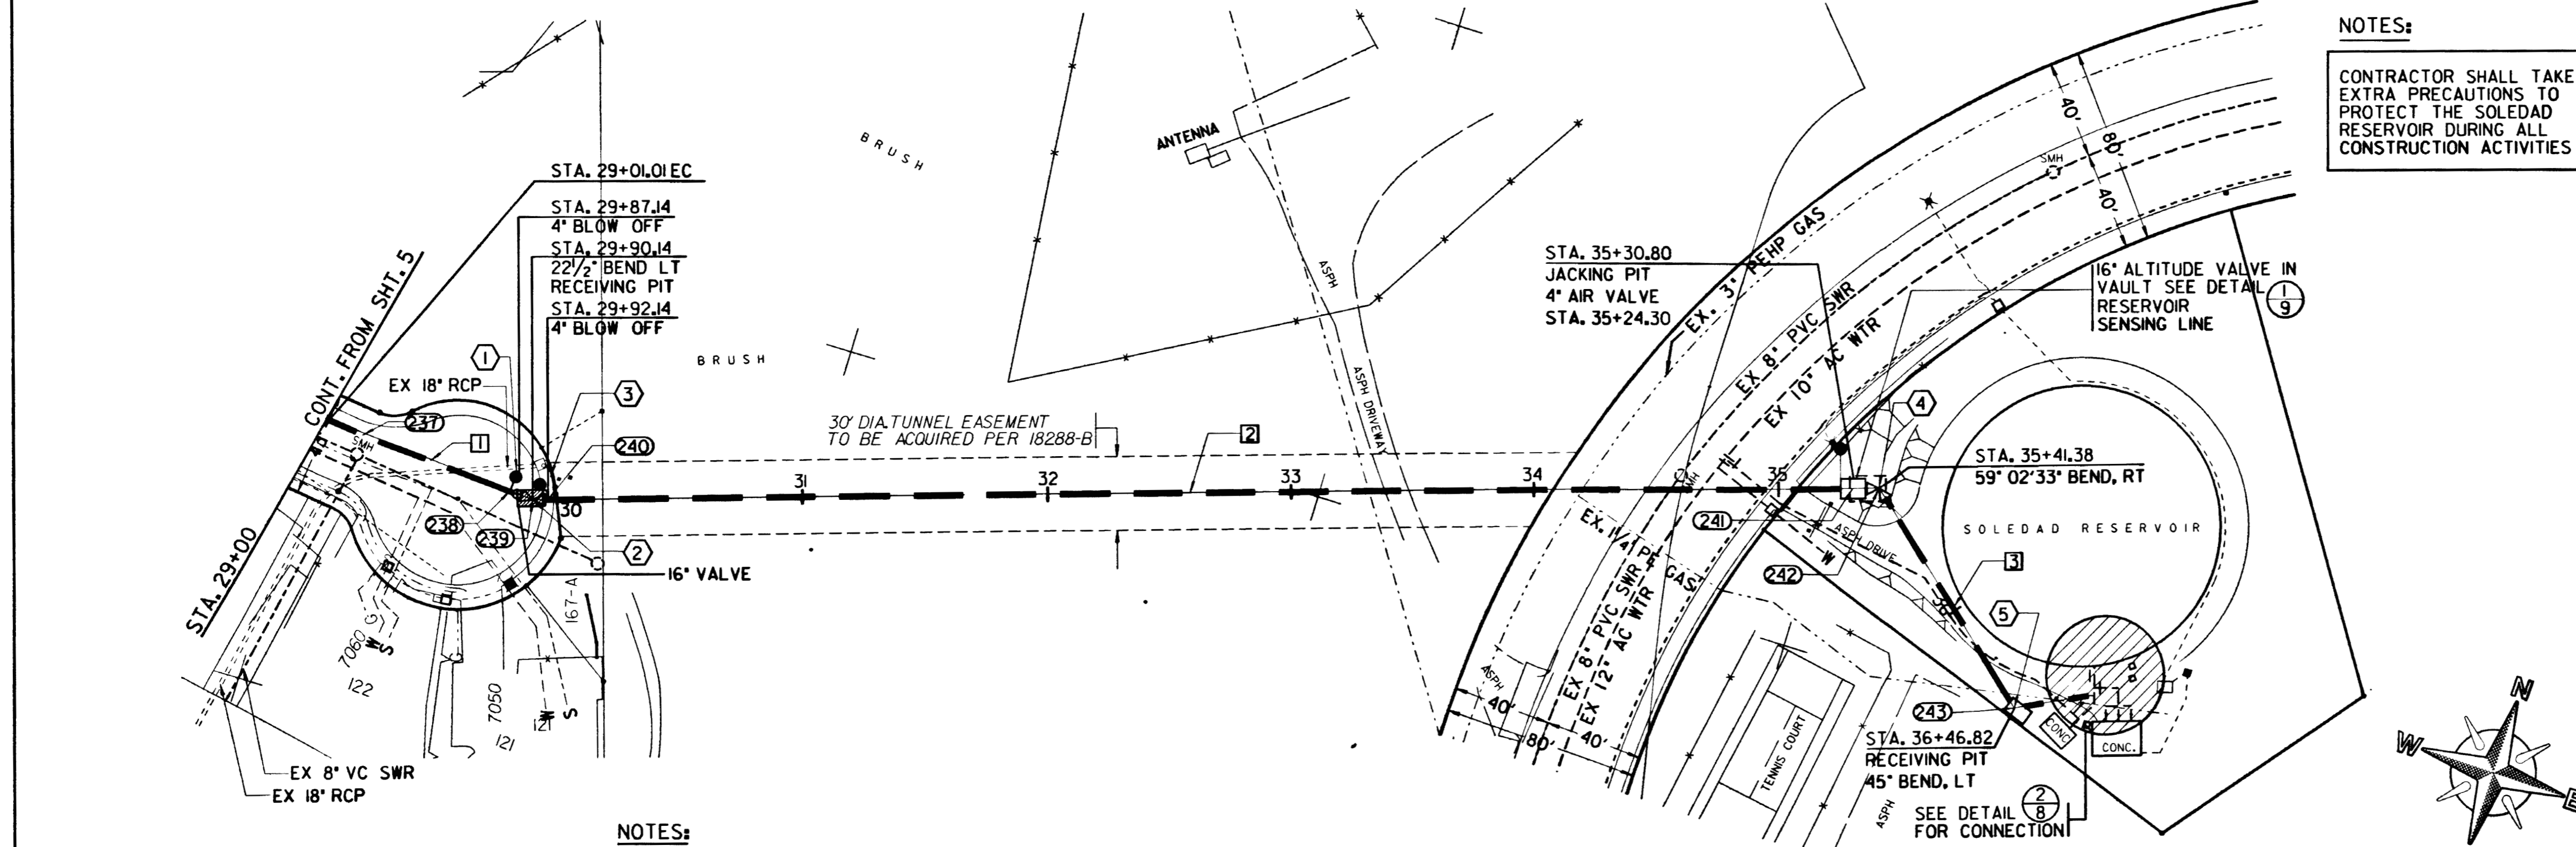 NOTES:
CONTRACTOR SHALL TAKE
EXTRA PRECAUTIONS TO
PROTECT THE SOLEDAD
RESERVOIR DURING ALL
CONSTRUCTION ACTIVITIES
STA. 29+01.01 EC
STA. 29+87.14
4" BLOW OFF
STA. 29+90.14
22 1/2° BEND LT
RECEIVING PIT
STA. 29+92.14
4" BLOW OFF
CONT. FROM SHT. 5
STA. 29+00
EX 18" RCP
1
3
237
SMH
1
240
238
239
30
2
16" VALVE
167-A
7060
G
W
S
122
7050
121
W
S
121
EX 8" VC SWR
EX 18" RCP
BRUSH
BRUSH
ANTENNA
ASPH
ASPH DRIVEWAY
30' DIA. TUNNEL EASEMENT
TO BE ACQUIRED PER 18288-B
2
31
32
33
34
35
STA. 35+30.80
JACKING PIT
4" AIR VALVE
STA. 35+24.30
EX. 3" PEHP GAS
EX 8" PVC SWR
EX 10" AC WTR
SMH
40'
80'
40'
16" ALTITUDE VALVE IN
VAULT SEE DETAIL
RESERVOIR
SENSING LINE
1
9
4
STA. 35+41.38
59° 02'33" BEND, RT
SOLEDAD RESERVOIR
SMH
241
242
ASPH DRIVE
W
3
36
5
EX. 1 1/4" PE GAS
EX 8" PVC SWR
EX 12" AC WTR
ASPH
40'
80'
40'
TENNIS COURT
ASPH
243
STA. 36+46.82
RECEIVING PIT
45° BEND, LT
SEE DETAIL
FOR CONNECTION
2
8
CONC
CONC.
N
W
E
NOTES: